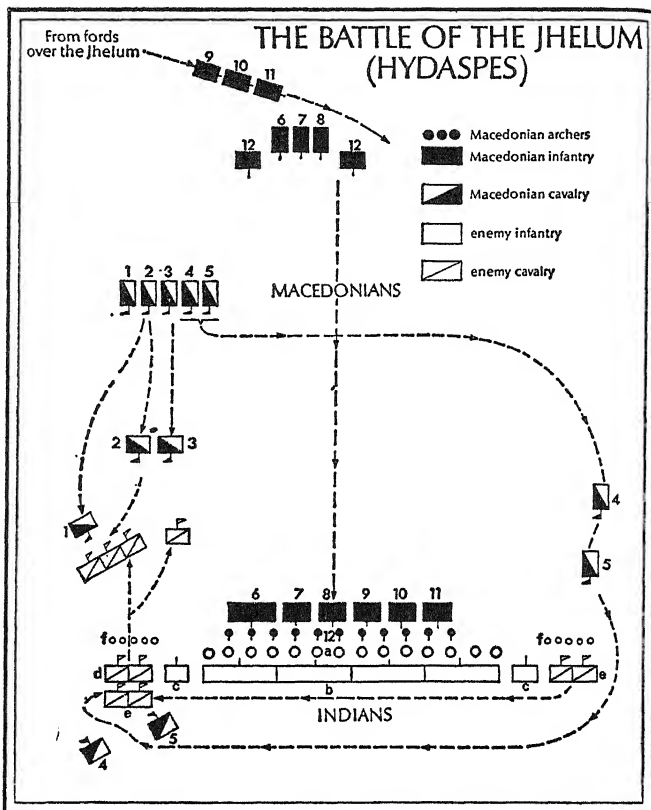 THE BATTLE OF THE JHELUM
(HYDASPES)
From fords
over the Jhelum
9
10
11
6 7 8
12 12
Macedonian archers
Macedonian infantry
Macedonian cavalry
enemy infantry
enemy cavalry
1 2 3 4 5
MACEDONIANS
2 3
4
1
5
6 7 8 9 10 11
12
f a f
d c b c e
e
INDIANS
5
4